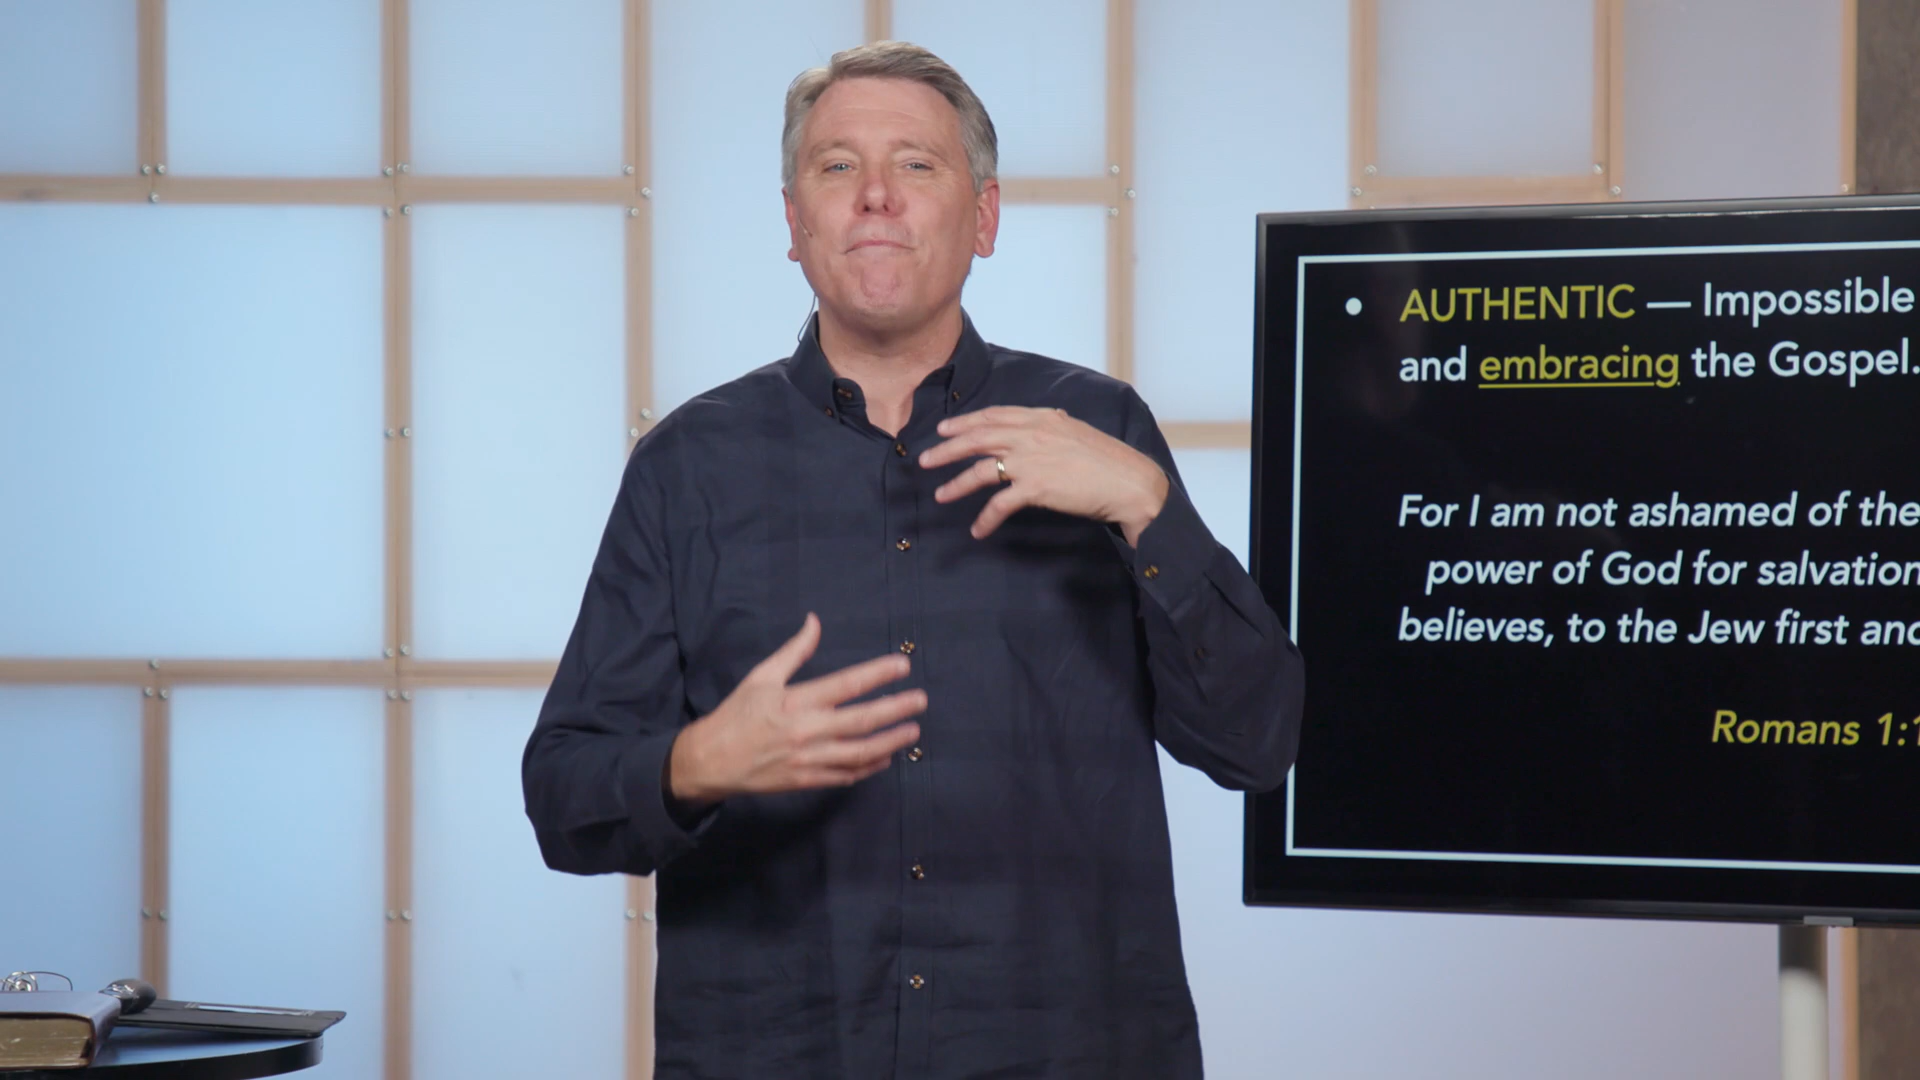 • AUTHENTIC — Impossible
and embracing the Gospel.
For I am not ashamed of the
power of God for salvation
believes, to the Jew first and
Romans 1:1